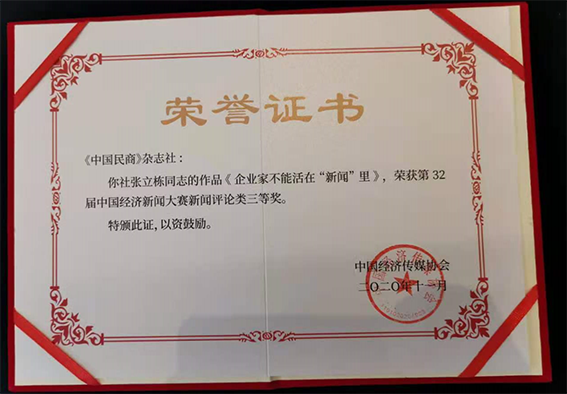 荣誉证书
《中国民商》杂志社：
你社张立栋同志的作品《企业家不能活在“新闻”里》，荣获第32
届中国经济新闻大赛新闻评论类三等奖。
特颁此证，以资鼓励。
中国经济传媒协会
二〇二〇年十一月